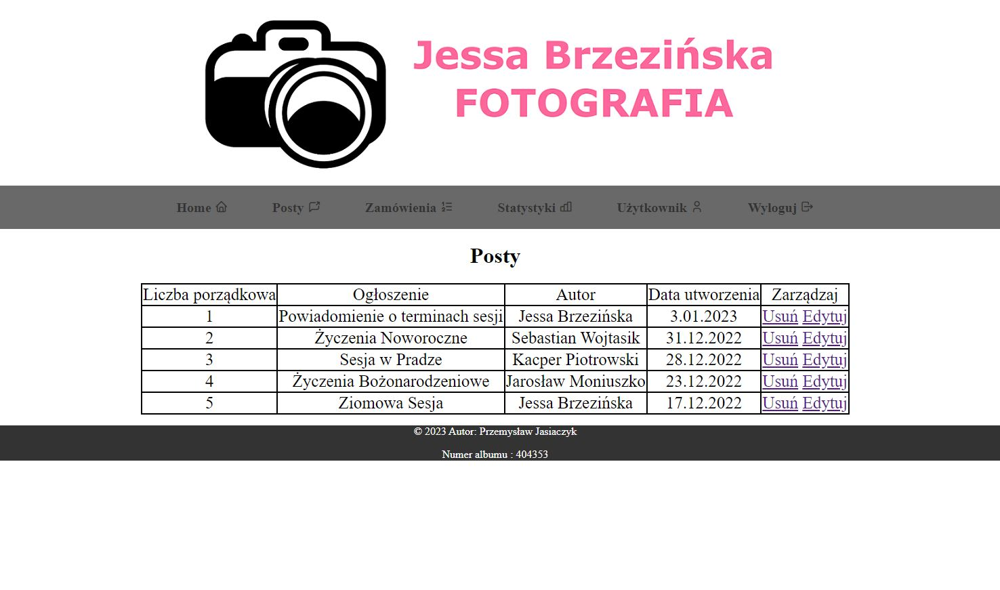 Jessa Brzezińska
FOTOGRAFIA
Home Posty Zamówienia Statystyki Użytkownik Wyloguj
Posty
Liczba porządkowa Ogłoszenie Autor Data utworzenia Zarządzaj
1 Powiadomienie o terminach sesji Jessa Brzezińska 3.01.2023 Usuń Edytuj
2 Życzenia Noworoczne Sebastian Wojtasik 31.12.2022 Usuń Edytuj
3 Sesja w Pradze Kacper Piotrowski 28.12.2022 Usuń Edytuj
4 Życzenia Bożonarodzeniowe Jarosław Moniuszko 23.12.2022 Usuń Edytuj
5 Ziomowa Sesja Jessa Brzezińska 17.12.2022 Usuń Edytuj
© 2023 Autor: Przemysław Jasiaczyk
Numer albumu : 404353